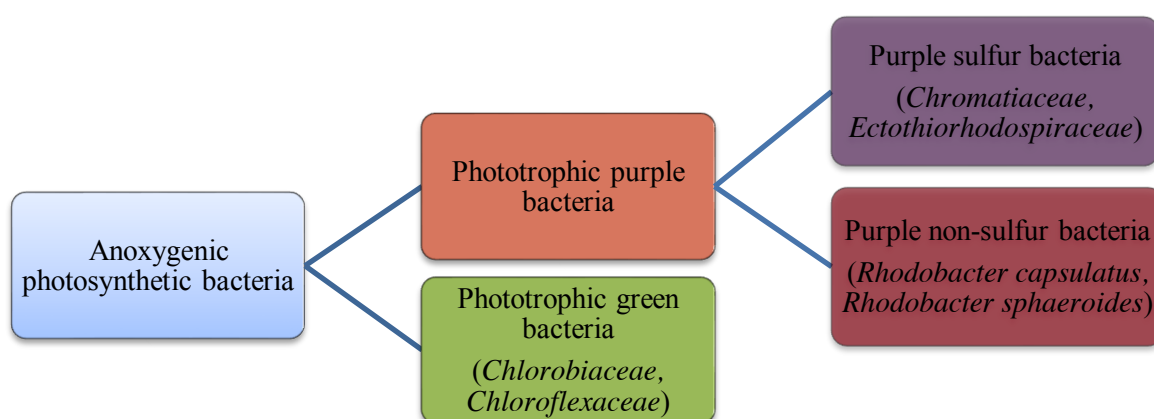 Anoxygenic
photosynthetic bacteria
Phototrophic purple
bacteria
Phototrophic green
bacteria
(Chlorobiaceae,
Chloroflexaceae)
Purple sulfur bacteria
(Chromatiaceae,
Ectothiorhodospiraceae)
Purple non-sulfur bacteria
(Rhodobacter capsulatus,
Rhodobacter sphaeroides)